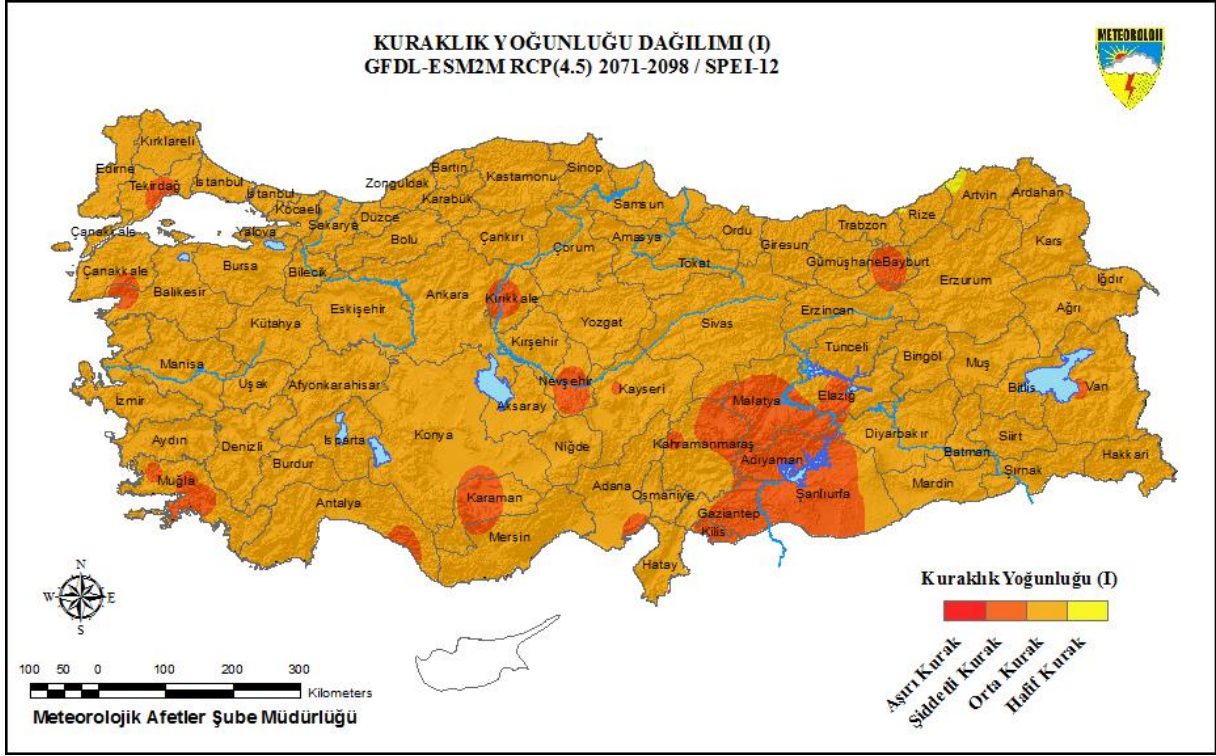 KURAKLIK YOĞUNLUĞU DAĞILIMI (I)
GFDL-ESM2M RCP(4.5) 2071-2098 / SPEI-12
METEOROLOJI
Kırklareli
Edirne
Tekirdağ
İstanbul
İstanbul
Kocaeli
Yalova
Sakarya
Düzce
Zonguldak
Bartın
Karabük
Kastamonu
Sinop
Samsun
Bolu
Çankırı
Çorum
Amasya
Ordu
Giresun
Trabzon
Rize
Artvin
Ardahan
Kars
Çanakkale
Çanakkale
Balıkesir
Bursa
Bilecik
Eskişehir
Ankara
Kırıkkale
Tokat
Gümüşhane
Bayburt
Erzurum
Iğdır
Ağrı
Kütahya
Kırşehir
Yozgat
Sivas
Erzincan
Tunceli
Bingöl
Muş
Manisa
Uşak
Afyonkarahisar
Aksaray
Nevşehir
Kayseri
Malatya
Elazığ
Bitlis
Van
İzmir
Aydın
Denizli
Isparta
Konya
Niğde
Kahramanmaraş
Adıyaman
Diyarbakır
Batman
Siirt
Şırnak
Hakkari
Muğla
Burdur
Antalya
Karaman
Mersin
Adana
Osmaniye
Gaziantep
Kilis
Şanlıurfa
Mardin
Hatay
N
W
E
S
100 50 0 100 200 300
Kilometers
Meteorolojik Afetler Şube Müdürlüğü
Kuraklık Yoğunluğu (I)
Aşırı Kurak
Şiddetli Kurak
Orta Kurak
Hafif Kurak